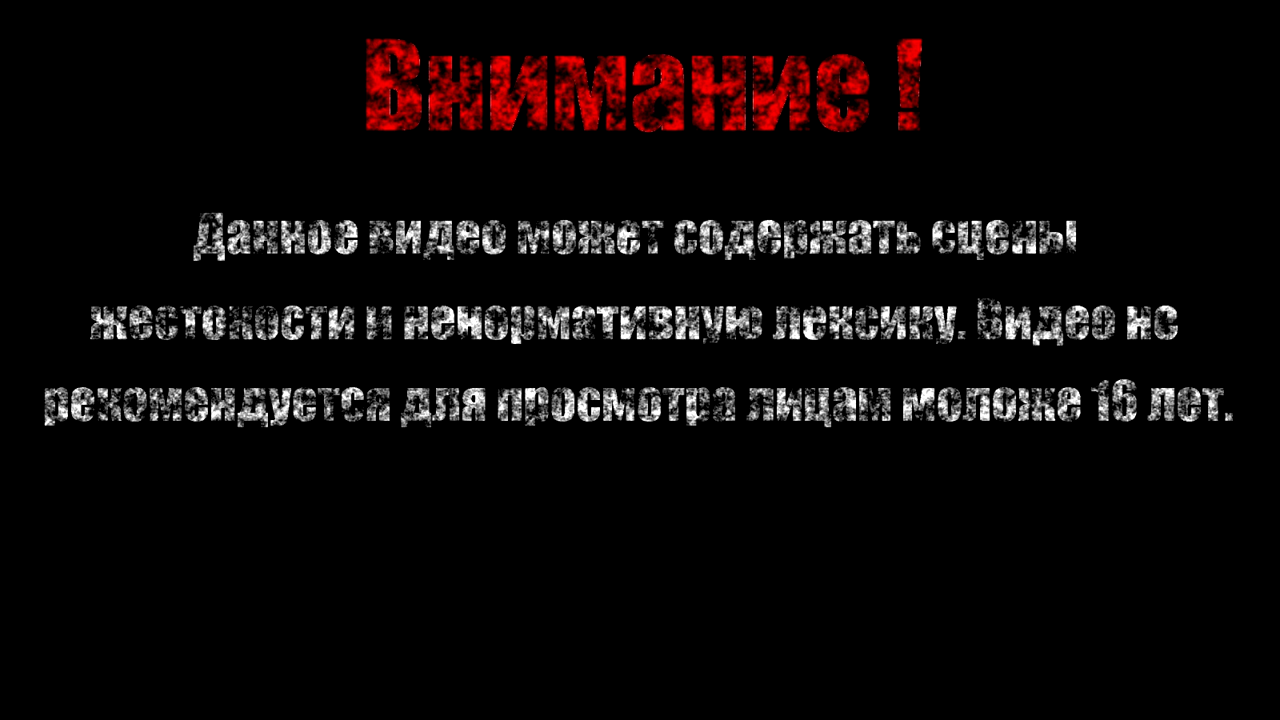 Внимание !
Данное видео может содержать сцены
жестокости и ненормативную лексику. Видео не
рекомендуется для просмотра лицам моложе 16 лет.